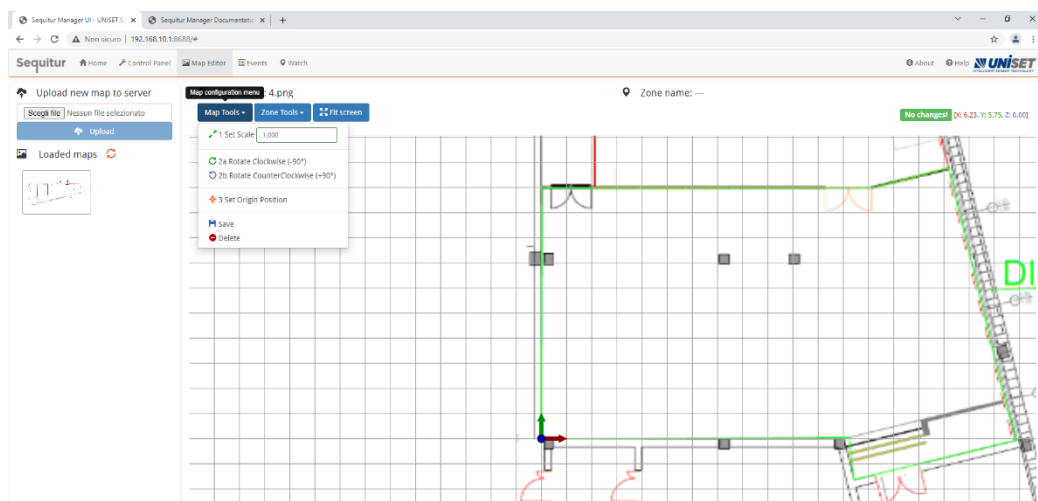 Sequitur Manager UI - UNISET S.
Sequitur Manager Documentatio
Non sicuro | 192.168.10.1:8688/#
Sequitur
Home
Control Panel
Map Editor
Events
Watch
About
Help
UNISET
Upload new map to server
Scegli file Nessun file selezionato
Upload
Loaded maps
Map configuration menu
4.png
Zone name: ---
Map Tools
Zone Tools
Fit screen
No changes!
[X: 6.23, Y: 5.75, Z: 0.00]
1 Set Scale 1,000
2a Rotate Clockwise (-90°)
2b Rotate CounterClockwise (+90°)
3 Set Origin Position
Save
Delete
DI